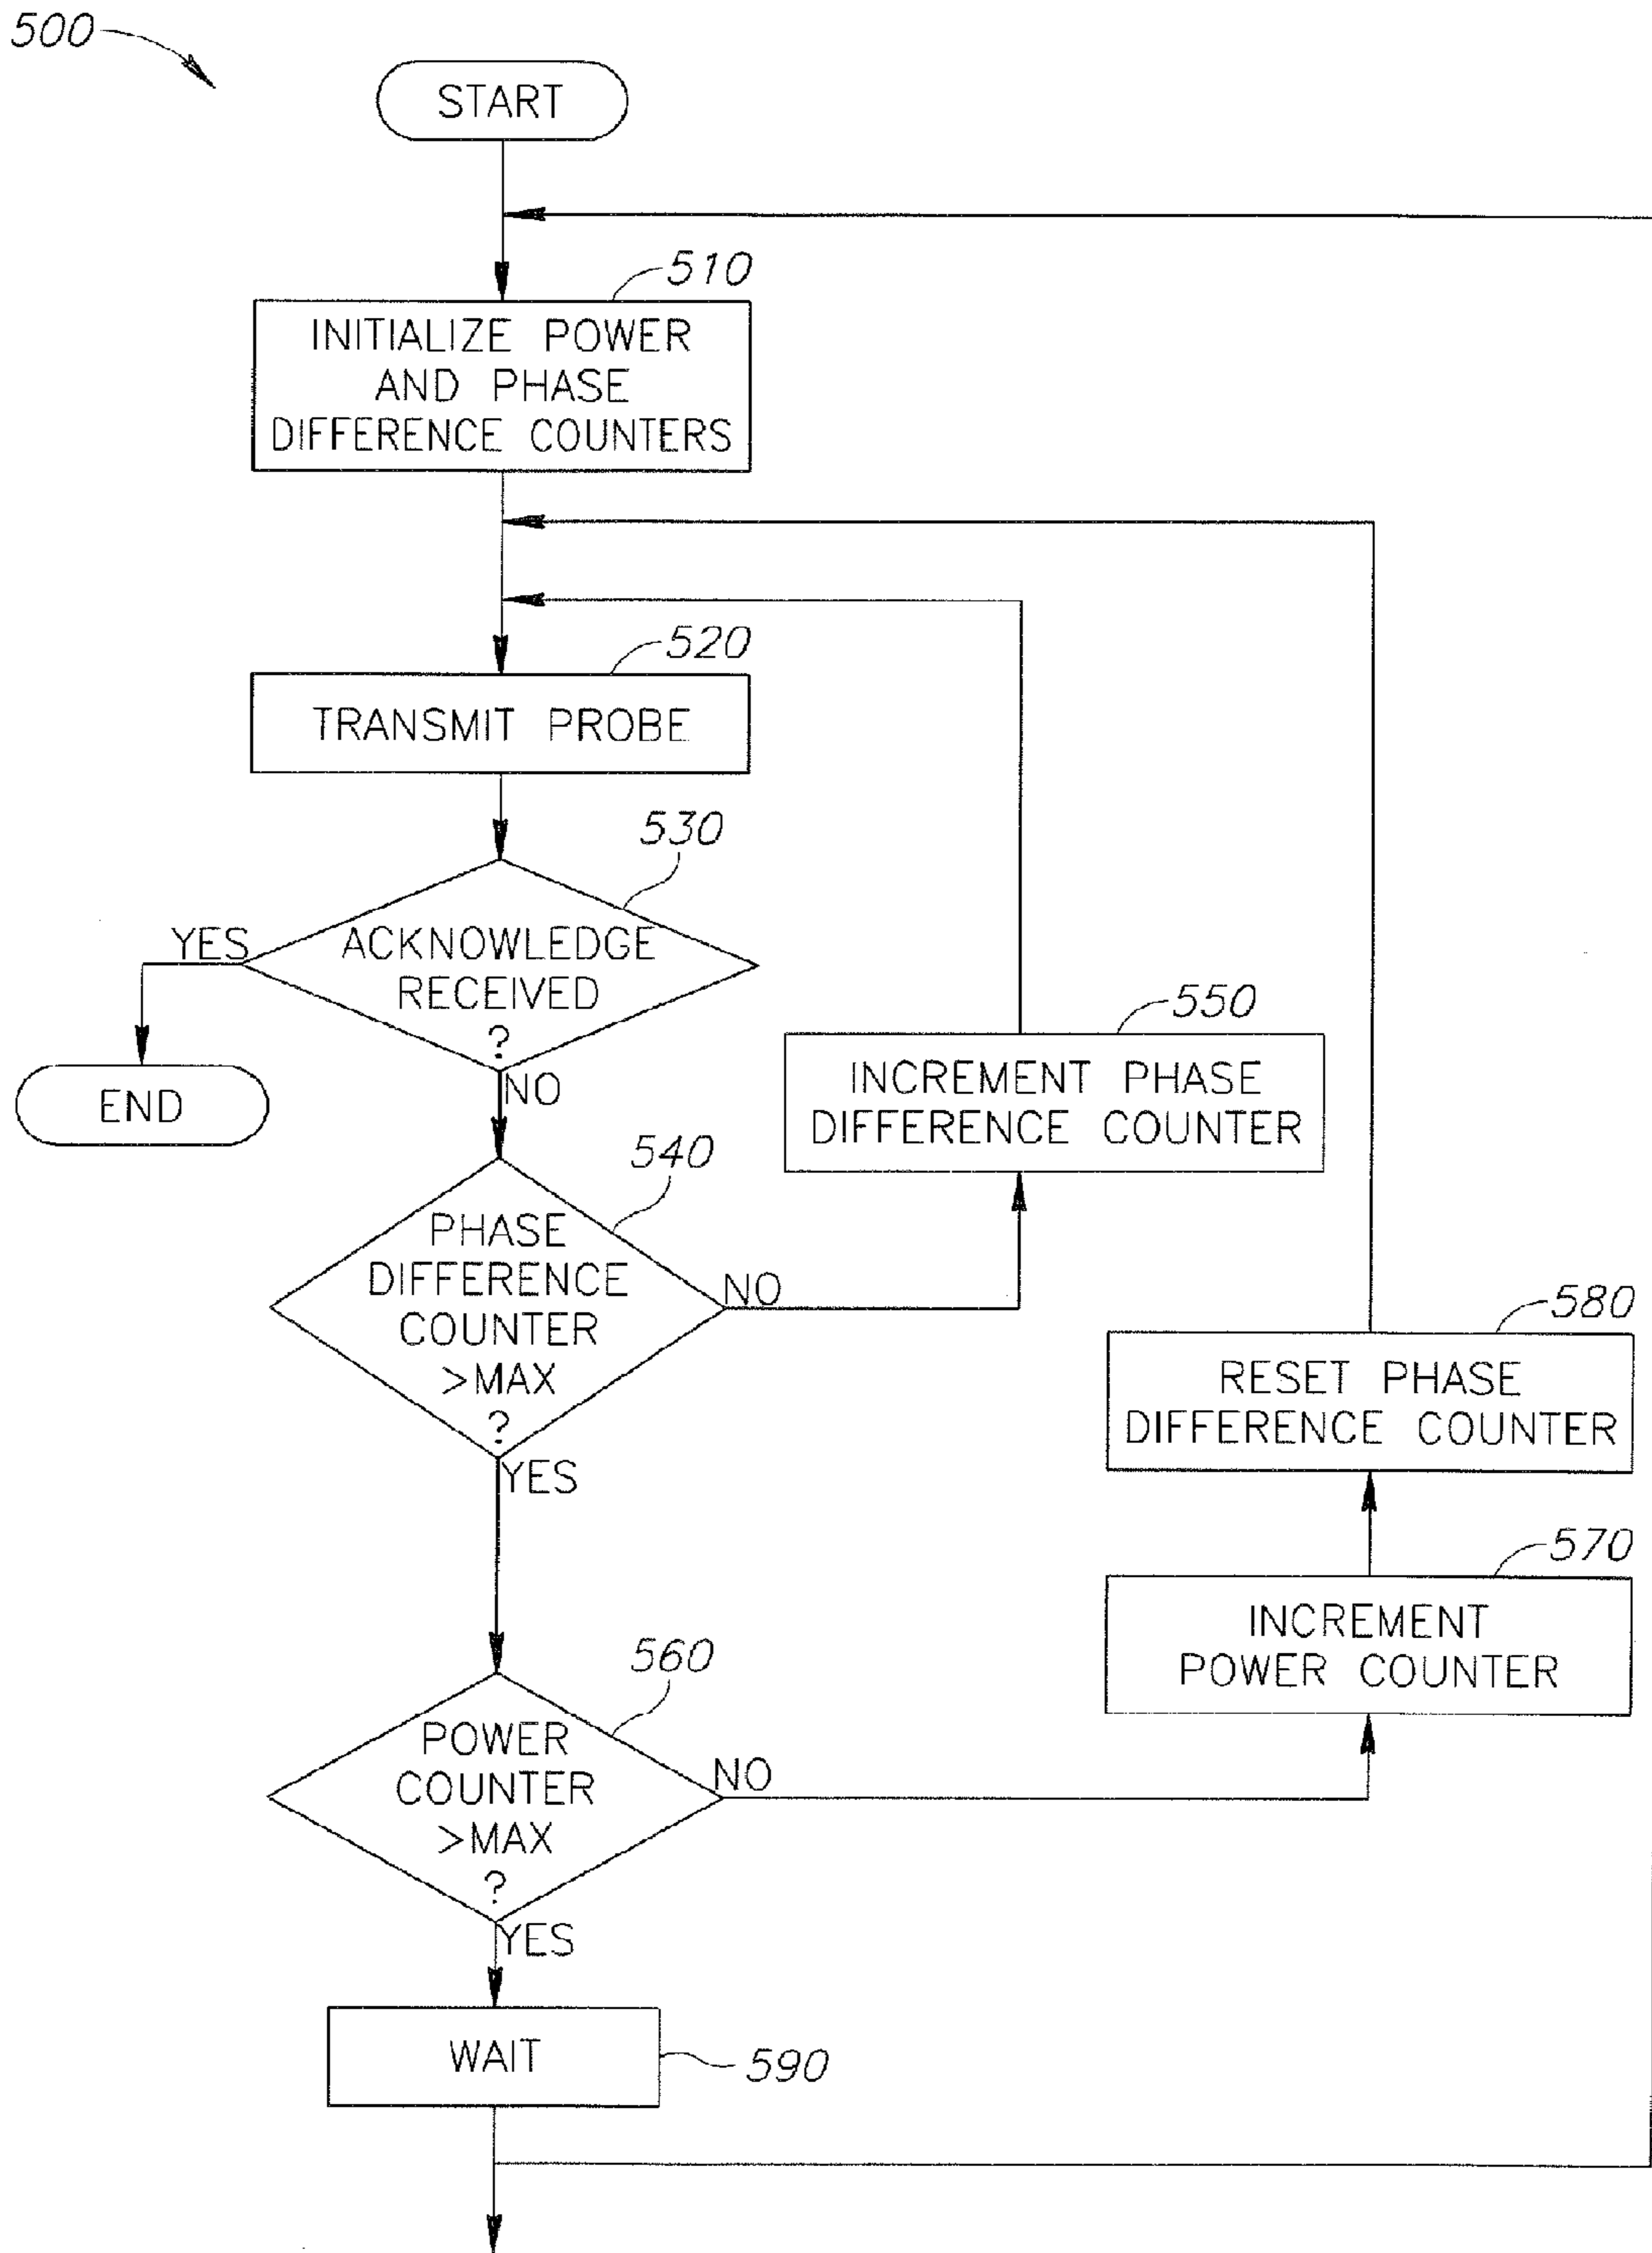 500
START
510
INITIALIZE POWER
AND PHASE
DIFFERENCE COUNTERS
520
TRANSMIT PROBE
530
YES
ACKNOWLEDGE
RECEIVED
?
NO
END
550
INCREMENT PHASE
DIFFERENCE COUNTER
540
PHASE
DIFFERENCE
COUNTER
>MAX
?
NO
YES
580
RESET PHASE
DIFFERENCE COUNTER
570
INCREMENT
POWER COUNTER
560
POWER
COUNTER
>MAX
?
NO
YES
WAIT
590